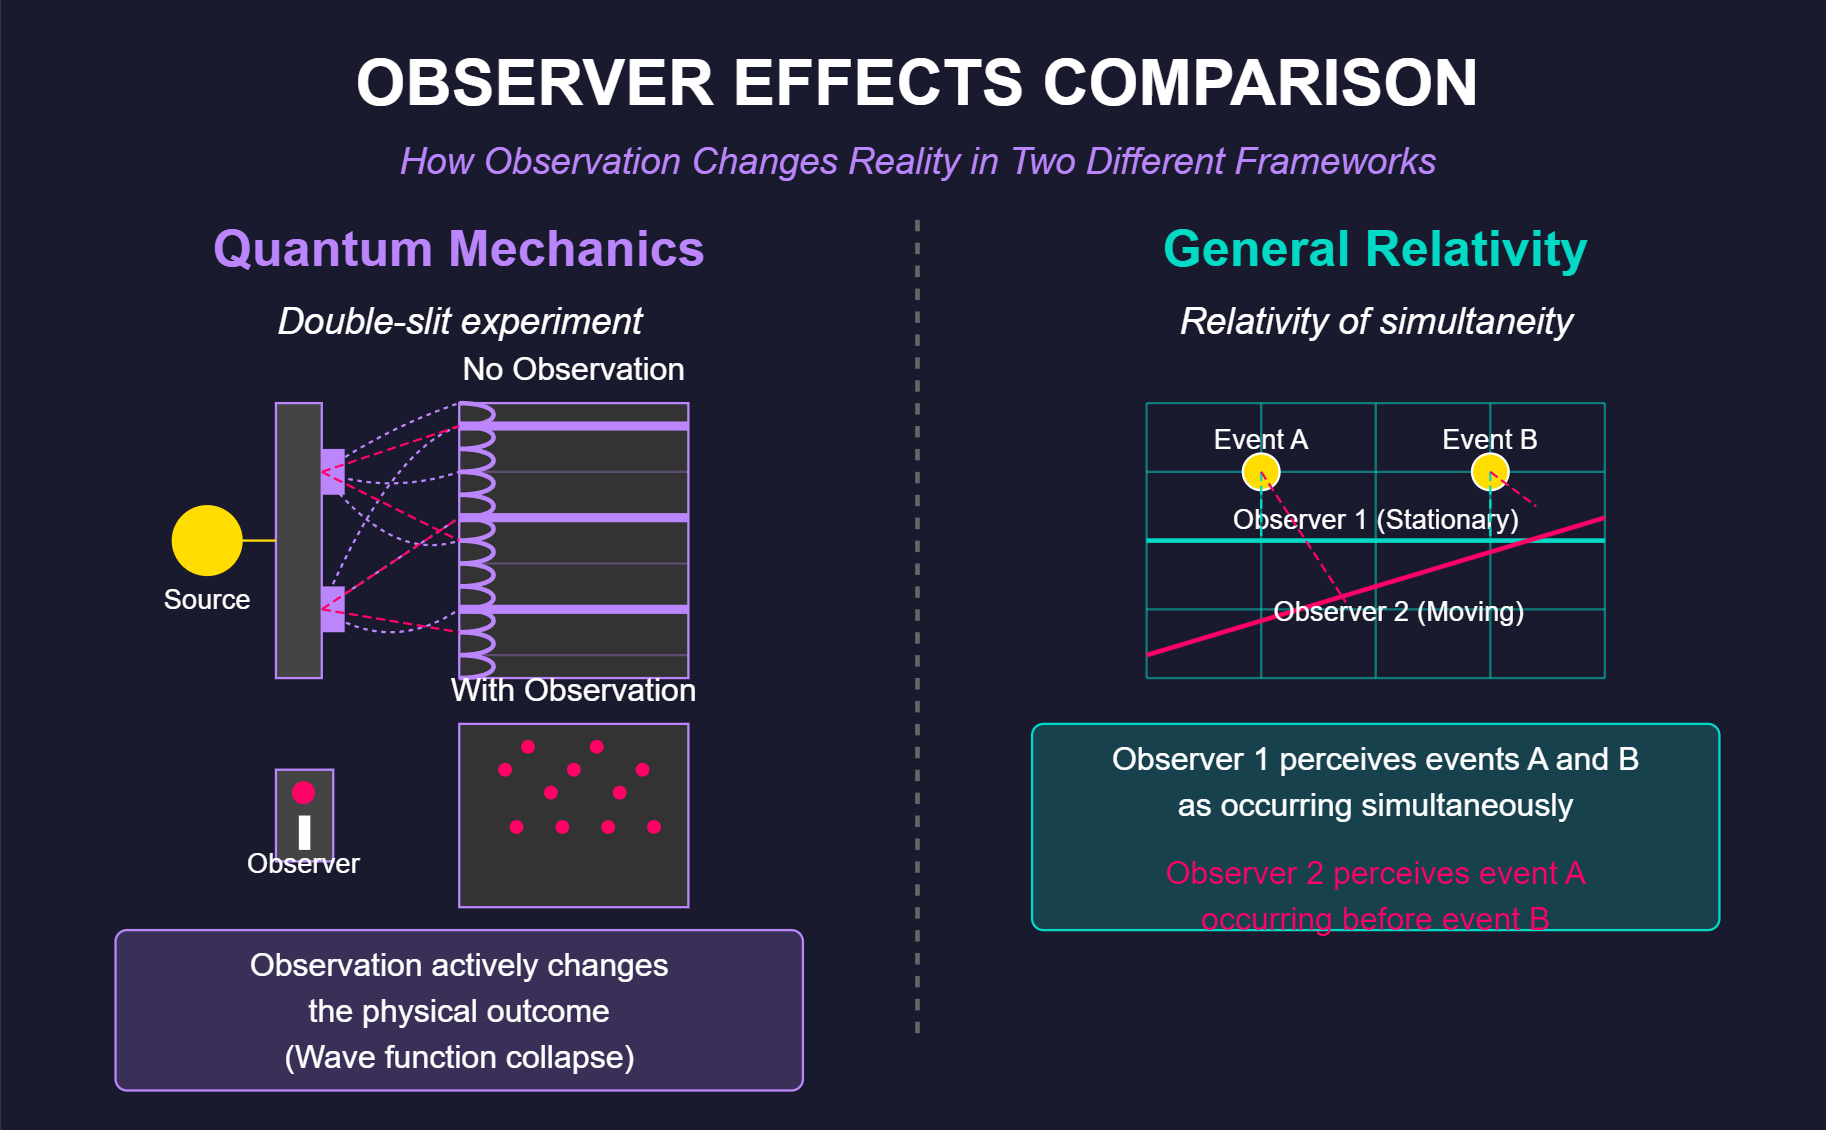 OBSERVER EFFECTS COMPARISON
How Observation Changes Reality in Two Different Frameworks
Quantum Mechanics
Double-slit experiment
No Observation
Source
With Observation
Observer
Observation actively changes
the physical outcome
(Wave function collapse)
General Relativity
Relativity of simultaneity
Event A
Event B
Observer 1 (Stationary)
Observer 2 (Moving)
Observer 1 perceives events A and B
as occurring simultaneously
Observer 2 perceives event A
occurring before event B